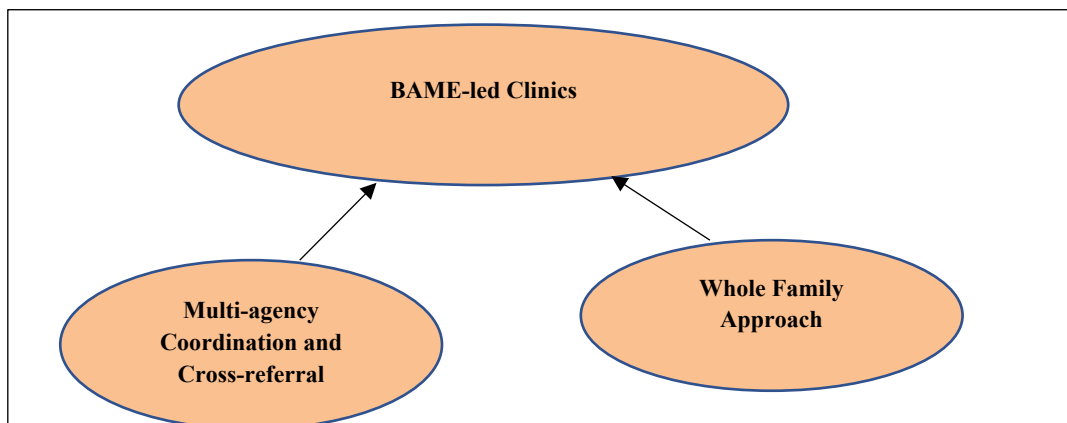 BAME-led Clinics
Multi-agency
Coordination and
Cross-referral
Whole Family
Approach